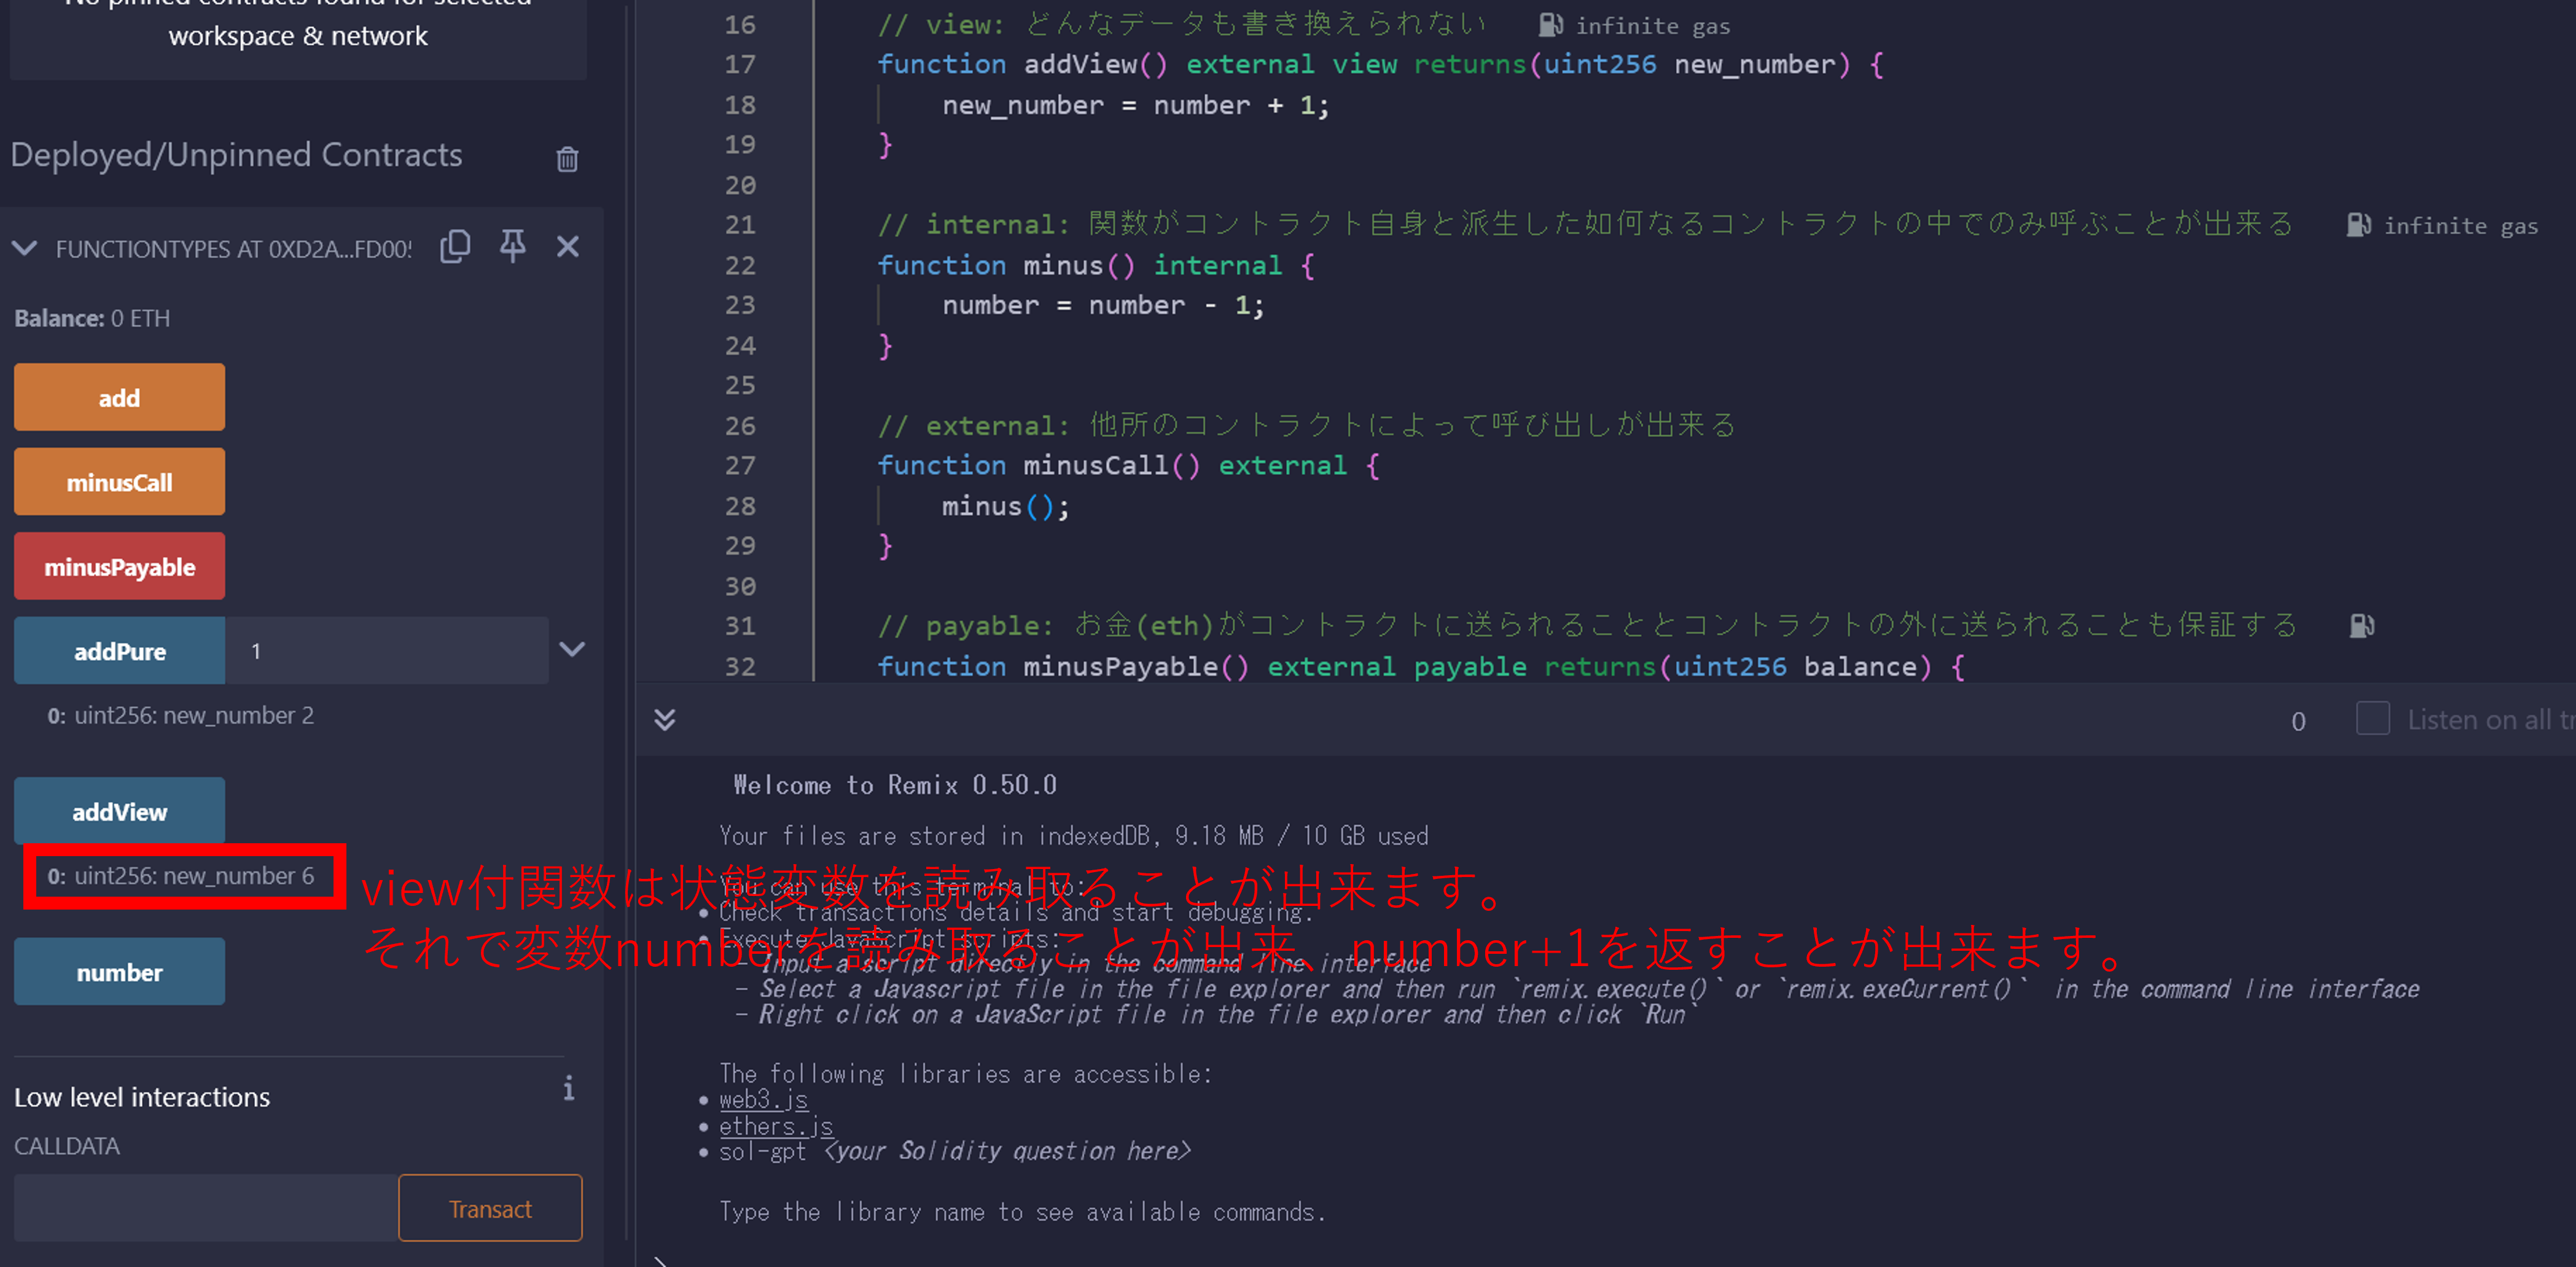 No pinned contracts found for selected
workspace & network
Deployed/Unpinned Contracts
FUNCTIONTYPES AT 0XD2A...FD005
Balance: 0 ETH
add
minusCall
minusPayable
addPure
1
0: uint256: new_number 2
addView
0: uint256: new_number 6
number
Low level interactions
i
CALLDATA
Transact
16 // view: どんなデータも書き換えられない infinite gas
17 function addView() external view returns(uint256 new_number) {
18 new_number = number + 1;
19 }
20
21 // internal: 関数がコントラクト自身と派生した如何なるコントラクトの中でのみ呼ぶことが出来る infinite gas
22 function minus() internal {
23 number = number - 1;
24 }
25
26 // external: 他所のコントラクトによって呼び出しが出来る
27 function minusCall() external {
28 minus();
29 }
30
31 // payable: お金(eth)がコントラクトに送られることとコントラクトの外に送られることも保証する
32 function minusPayable() external payable returns(uint256 balance) {
0
Listen on all tr
Welcome to Remix 0.50.0
Your files are stored in indexedDB, 9.18 MB / 10 GB used
view付関数は状態変数を読み取ることが出来ます。
You can use this terminal to:
• Check transactions details and start debugging.
それで変数numberを読み取ることが出来、number+1を返すことが出来ます。
• Execute JavaScript scripts:
- Input a script directly in the command line interface
- Select a Javascript file in the file explorer and then run `remix.execute()` or `remix.exeCurrent()` in the command line interface
- Right click on a JavaScript file in the file explorer and then click `Run`
The following libraries are accessible:
• web3.js
• ethers.js
• sol-gpt <your Solidity question here>
Type the library name to see available commands.